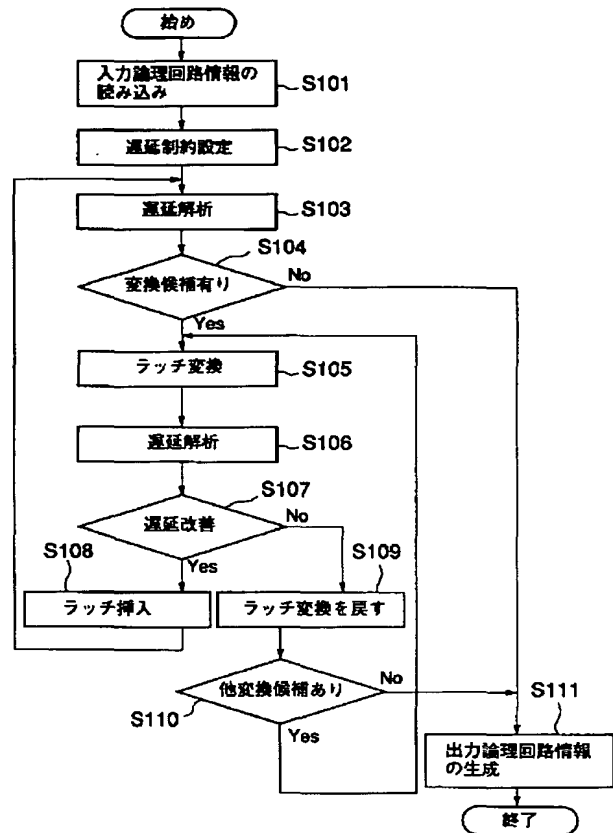 始め
入力論理回路情報の
読み込み
S101
遅延制約設定
S102
遅延解析
S103
S104
変換候補有り
No
Yes
ラッチ変換
S105
遅延解析
S106
S107
遅延改善
No
Yes
S108
ラッチ挿入
S109
ラッチ変換を戻す
他変換候補あり
No
S110
Yes
S111
出力論理回路情報
の生成
終了